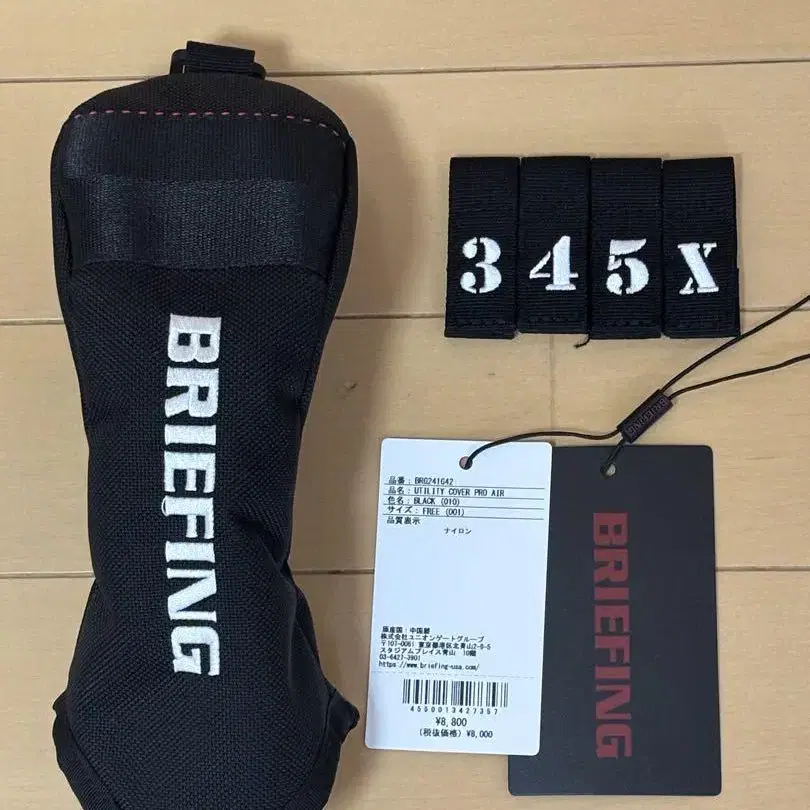 BRIEFING
3 4 5 X
BRIEFING
品番 : BRG241G42
品名 : UTILITY COVER PRO AIR
色名 : BLACK (010)
サイズ : FREE (001)
品質表示
ナイロン
原産国 : 中国製
株式会社ユニオンゲートグループ
〒107-0061 東京都港区北青山2-9-5
スタジアムプレイス青山 10階
03-6427-3901
https://www.briefing-usa.com/
4550013427357
¥8,800
(税抜価格) ¥8,000
BRIEFING